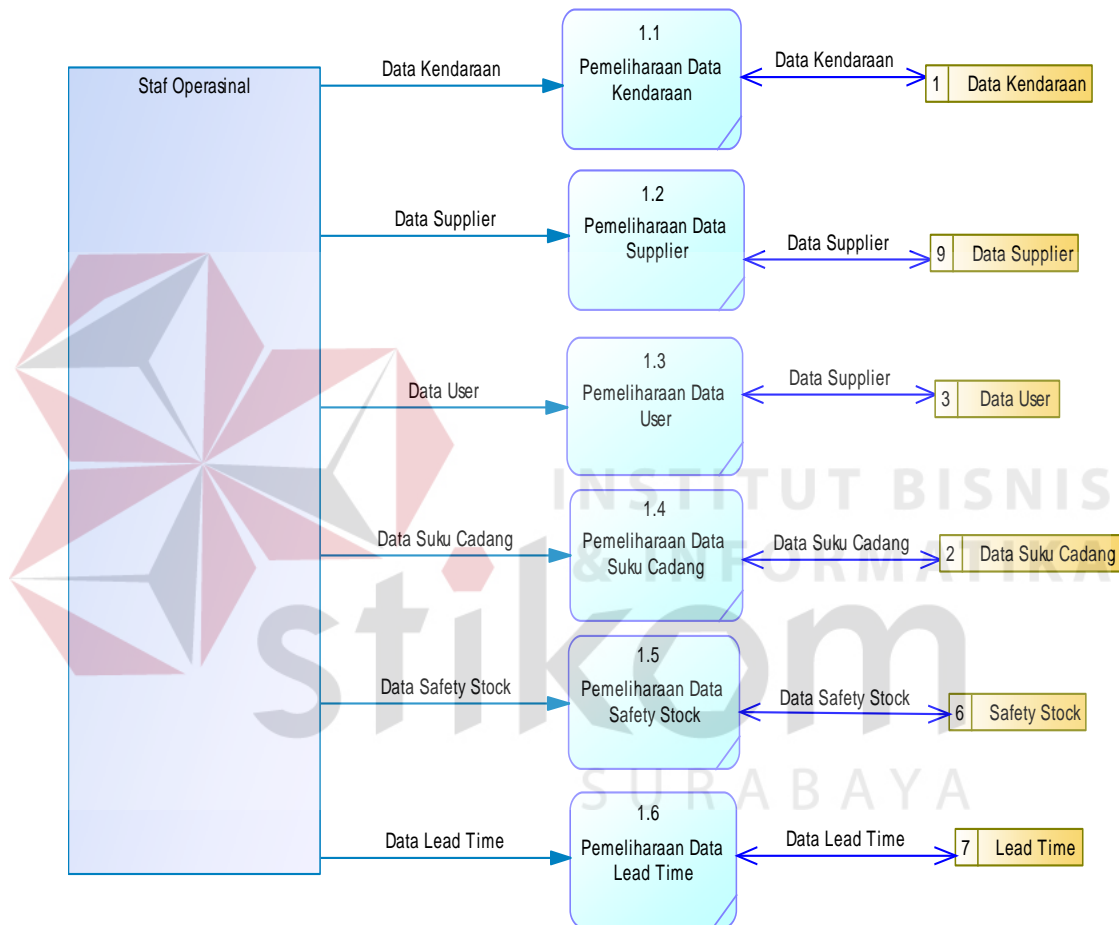 Staf Operasinal
Data Kendaraan
1.1
Pemeliharaan Data
Kendaraan
Data Kendaraan
1 Data Kendaraan
Data Supplier
1.2
Pemeliharaan Data
Supplier
Data Supplier
9 Data Supplier
Data User
1.3
Pemeliharaan Data
User
Data Supplier
3 Data User
Data Suku Cadang
1.4
Pemeliharaan Data
Suku Cadang
Data Suku Cadang
2 Data Suku Cadang
Data Safety Stock
1.5
Pemeliharaan Data
Safety Stock
Data Safety Stock
6 Safety Stock
Data Lead Time
1.6
Pemeliharaan Data
Lead Time
Data Lead Time
7 Lead Time
INSTITUT BISNIS
& INFORMATIKA
stikom
SURABAYA